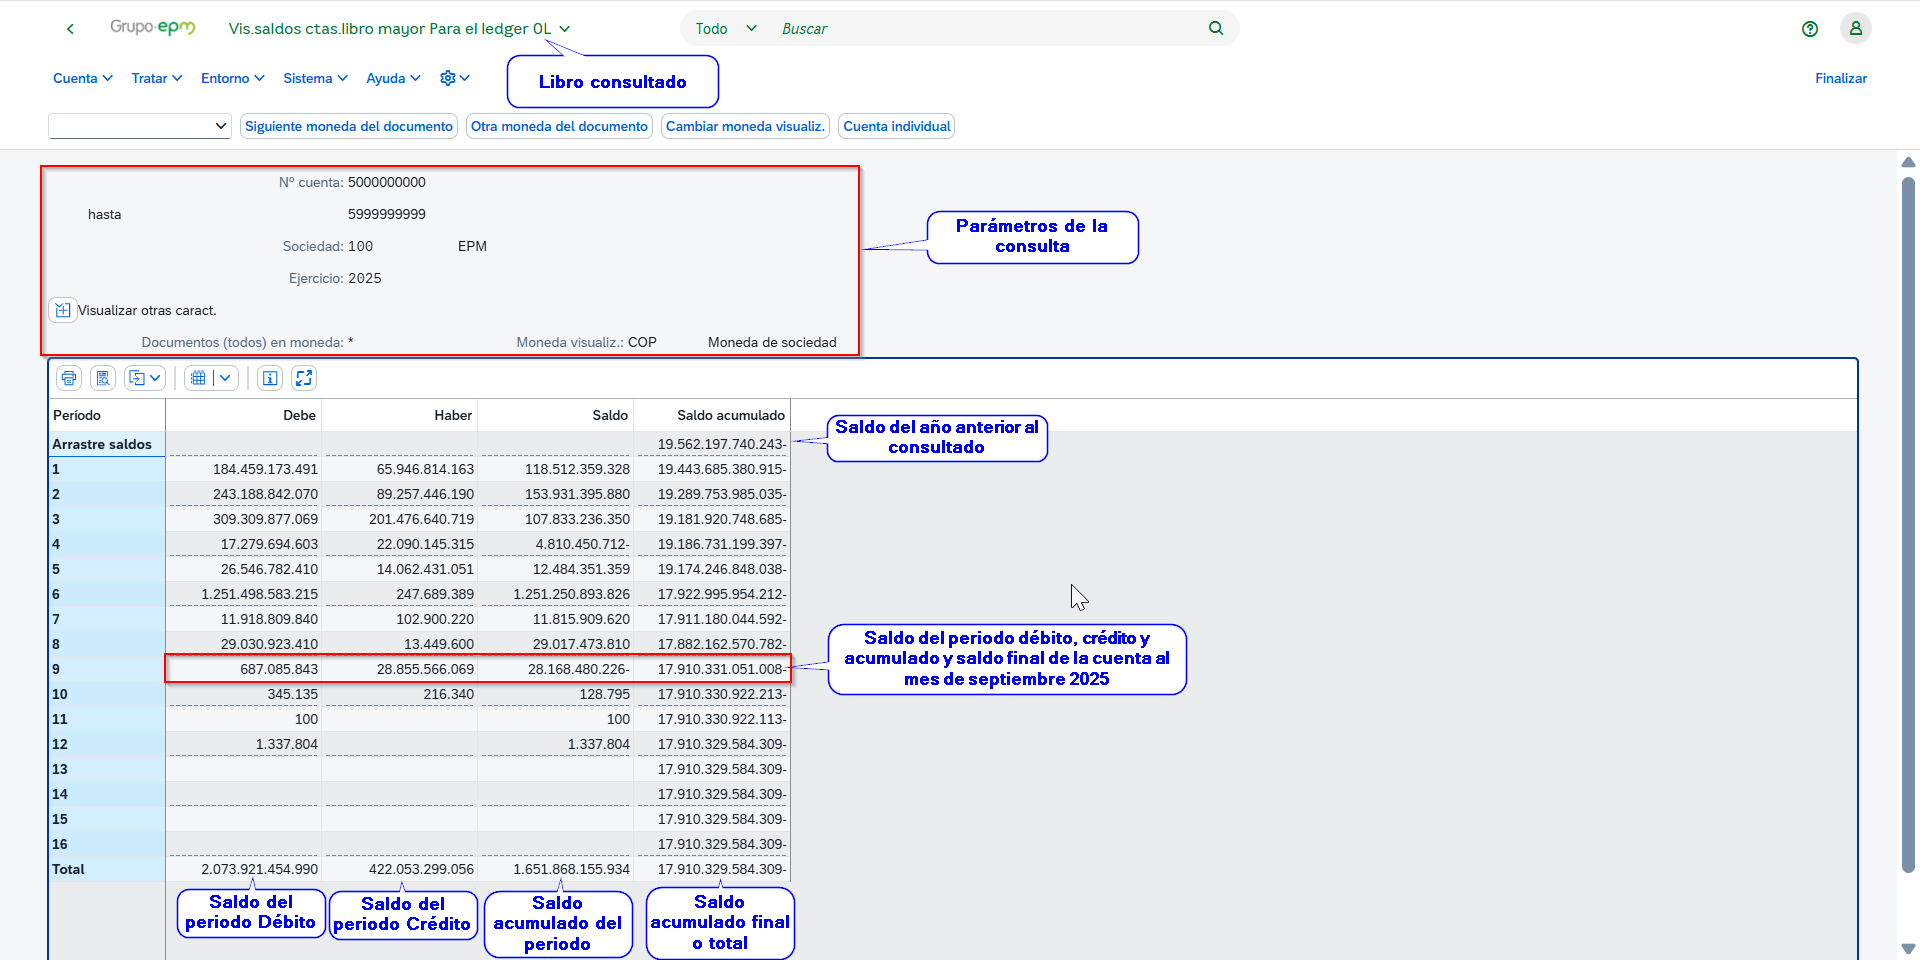 Grupo·epm
Vis.saldos ctas.libro mayor Para el ledger 0L
Todo
Buscar
Cuenta
Tratar
Entorno
Sistema
Ayuda
Libro consultado
Finalizar
Siguiente moneda del documento
Otra moneda del documento
Cambiar moneda visualiz.
Cuenta individual
Nº cuenta: 5000000000
hasta 5999999999
Sociedad: 100 EPM
Ejercicio: 2025
Visualizar otras caract.
Documentos (todos) en moneda: * Moneda visualiz.: COP Moneda de sociedad
Parámetros de la
consulta
Período Debe Haber Saldo Saldo acumulado
Arrastre saldos 19.562.197.740.243-
1 184.459.173.491 65.946.814.163 118.512.359.328 19.443.685.380.915-
2 243.188.842.070 89.257.446.190 153.931.395.880 19.289.753.985.035-
3 309.309.877.069 201.476.640.719 107.833.236.350 19.181.920.748.685-
4 17.279.694.603 22.090.145.315 4.810.450.712- 19.186.731.199.397-
5 26.546.782.410 14.062.431.051 12.484.351.359 19.174.246.848.038-
6 1.251.498.583.215 247.689.389 1.251.250.893.826 17.922.995.954.212-
7 11.918.809.840 102.900.220 11.815.909.620 17.911.180.044.592-
8 29.030.923.410 13.449.600 29.017.473.810 17.882.162.570.782-
9 687.085.843 28.855.566.069 28.168.480.226- 17.910.331.051.008-
10 345.135 216.340 128.795 17.910.330.922.213-
11 100 100 17.910.330.922.113-
12 1.337.804 1.337.804 17.910.329.584.309-
13 17.910.329.584.309-
14 17.910.329.584.309-
15 17.910.329.584.309-
16 17.910.329.584.309-
Total 2.073.921.454.990 422.053.299.056 1.651.868.155.934 17.910.329.584.309-
Saldo del año anterior al
consultado
Saldo del periodo débito, crédito y
acumulado y saldo final de la cuenta al
mes de septiembre 2025
Saldo del
periodo Débito
Saldo del
periodo Crédito
Saldo
acumulado del
periodo
Saldo
acumulado final
o total